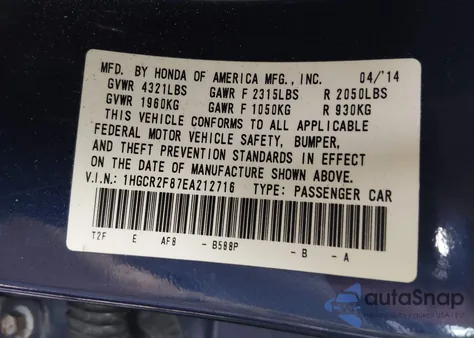 MFD. BY HONDA OF AMERICA MFG., INC. 04/'14
GVWR 4321LBS GAWR F 2315LBS R 2050LBS
GVWR 1960KG GAWR F 1050KG R 930KG
THIS VEHICLE CONFORMS TO ALL APPLICABLE
FEDERAL MOTOR VEHICLE SAFETY, BUMPER,
AND THEFT PREVENTION STANDARDS IN EFFECT
ON THE DATE OF MANUFACTURE SHOWN ABOVE.
V.I.N.: 1HGCR2F87EA212716 TYPE: PASSENGER CAR
T2F E AF8 - B588P - B - A
autoSnap